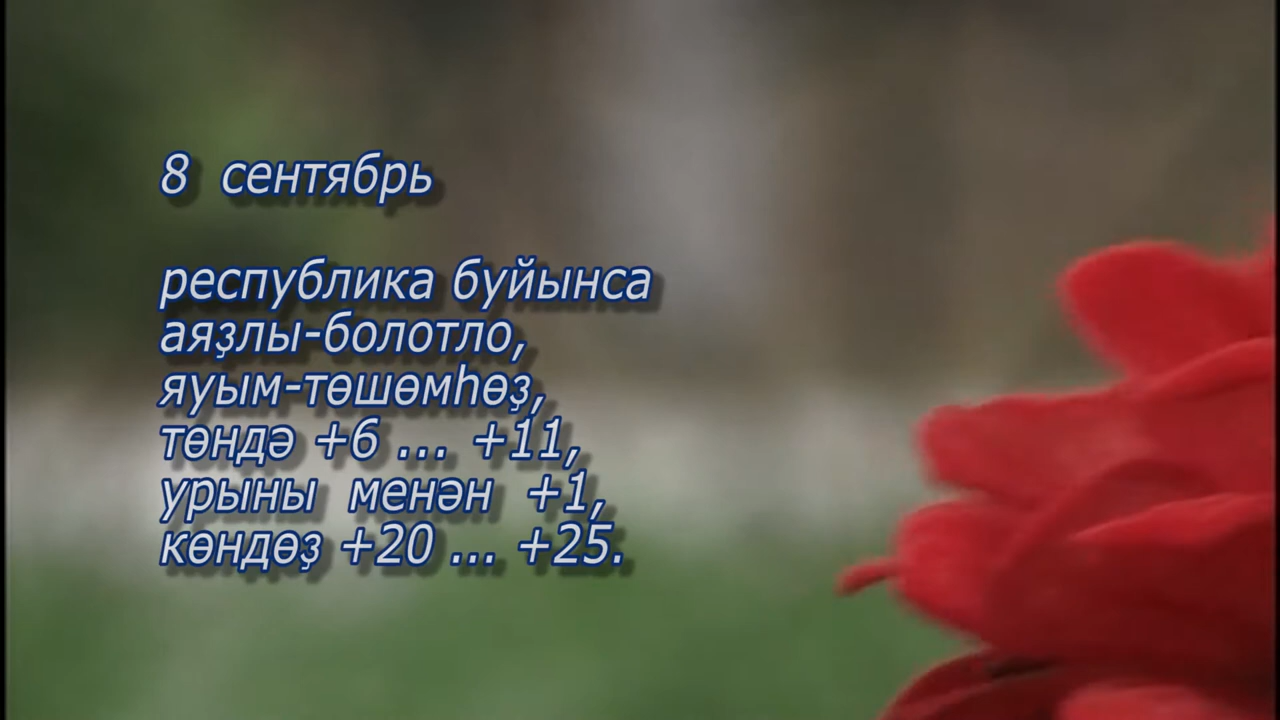 8 сентябрь
республика буйынса
аяҙлы-болотло,
яуым-төшөмһөҙ,
төндә +6 ... +11,
урыны менән +1,
көндөҙ +20 ... +25.